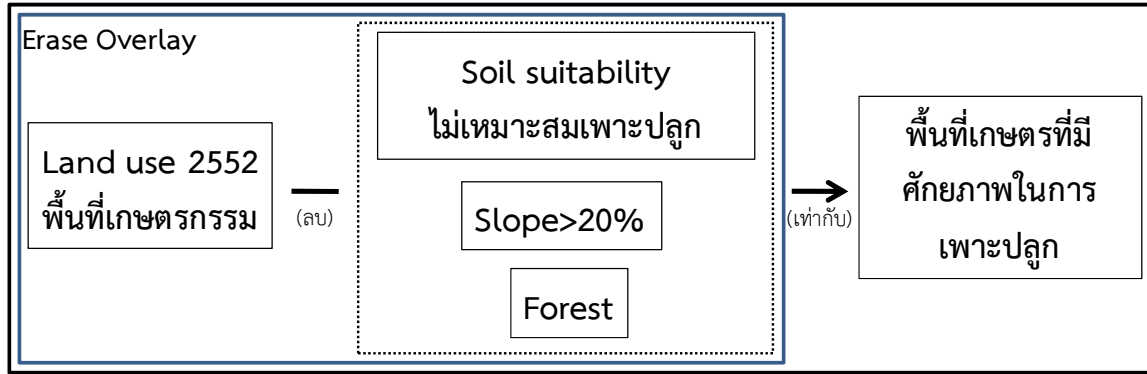 Erase Overlay
Land use 2552
พื้นที่เกษตรกรรม
(ลบ)
Soil suitability
ไม่เหมาะสมเพาะปลูก
Slope>20%
Forest
(เท่ากับ)
พื้นที่เกษตรที่มี
ศักยภาพในการ
เพาะปลูก